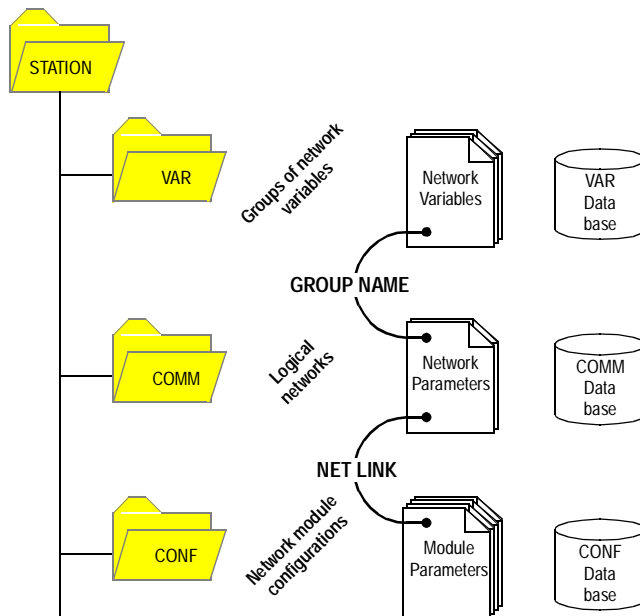 STATION
VAR
Groups of network
variables
Network
Variables
VAR
Data
base
GROUP NAME
COMM
Logical
networks
Network
Parameters
COMM
Data
base
NET LINK
CONF
Network module
configurations
Module
Parameters
CONF
Data
base